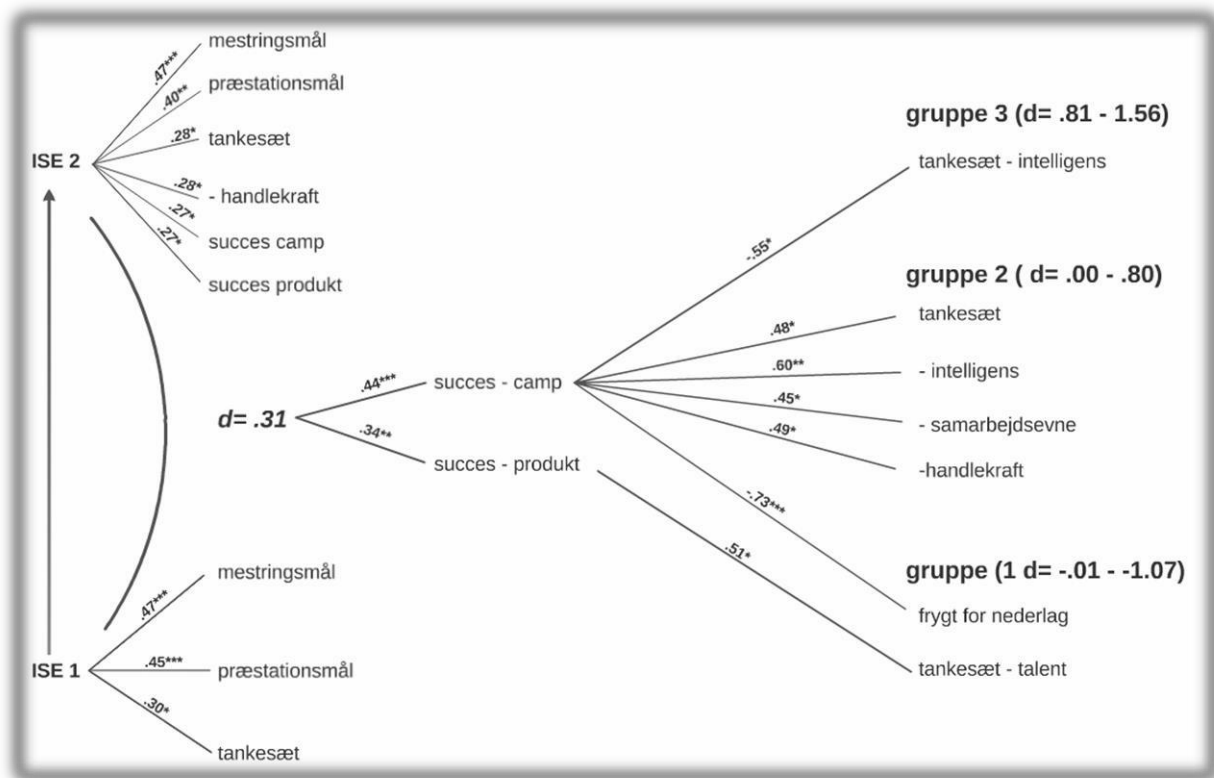 mestringsmål
.47***
præstationsmål
.40**
tankesæt
.28*
ISE 2
- handlekraft
.28*
succes camp
.27*
succes produkt
.27*
d= .31
.44***
succes - camp
.34**
succes - produkt
gruppe 3 (d= .81 - 1.56)
tankesæt - intelligens
-.55*
gruppe 2 ( d= .00 - .80)
tankesæt
.48*
- intelligens
.60**
- samarbejdsevne
.45*
-handlekraft
.49*
-.73***
.51*
gruppe (1 d= -.01 - -1.07)
frygt for nederlag
tankesæt - talent
mestringsmål
.47***
ISE 1
.45***
præstationsmål
.30*
tankesæt